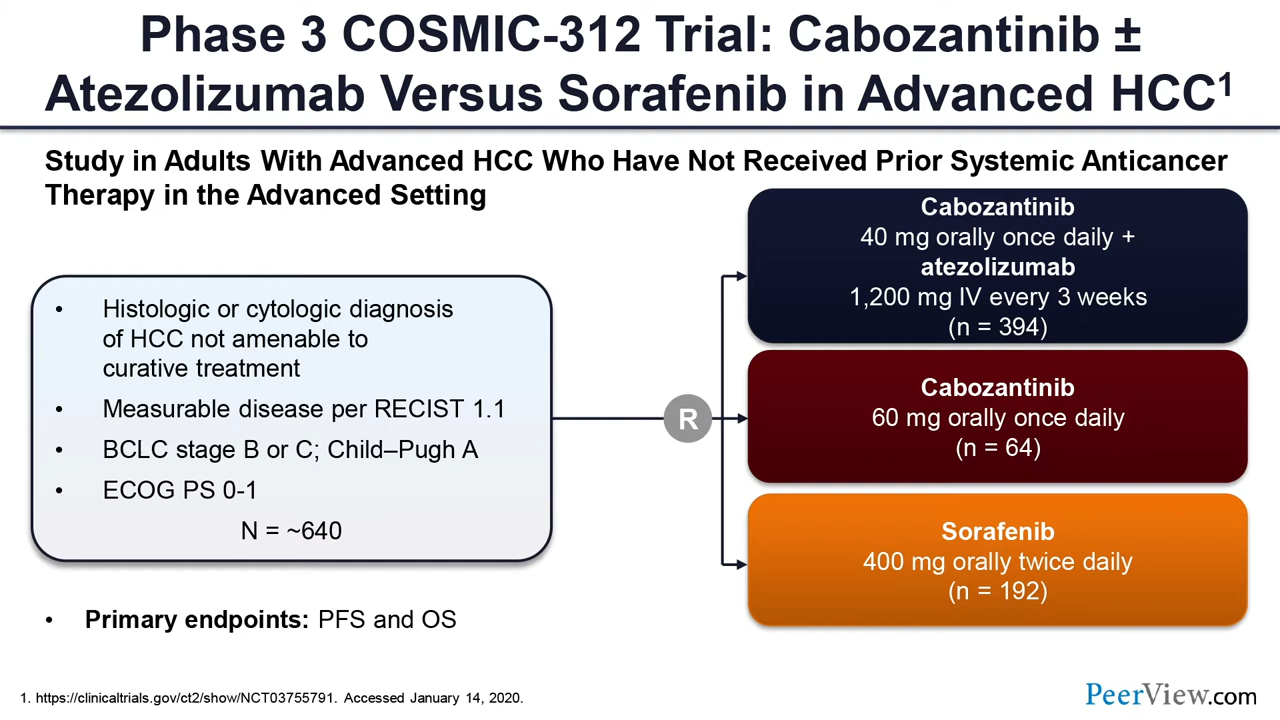 Phase 3 COSMIC-312 Trial: Cabozantinib ±
Atezolizumab Versus Sorafenib in Advanced HCC1
Study in Adults With Advanced HCC Who Have Not Received Prior Systemic Anticancer
Therapy in the Advanced Setting
• Histologic or cytologic diagnosis
of HCC not amenable to
curative treatment
• Measurable disease per RECIST 1.1
• BCLC stage B or C; Child–Pugh A
• ECOG PS 0-1
N = ~640
R
Cabozantinib
40 mg orally once daily +
atezolizumab
1,200 mg IV every 3 weeks
(n = 394)
Cabozantinib
60 mg orally once daily
(n = 64)
Sorafenib
400 mg orally twice daily
(n = 192)
• Primary endpoints: PFS and OS
1. https://clinicaltrials.gov/ct2/show/NCT03755791. Accessed January 14, 2020.
PeerView.com